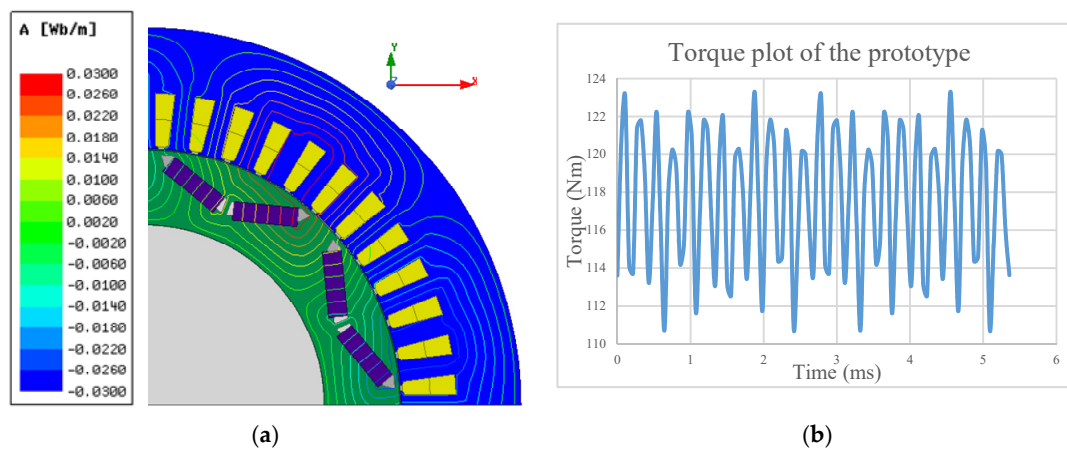 A [Wb/m]
0.0300
0.0260
0.0220
0.0180
0.0140
0.0100
0.0060
0.0020
-0.0020
-0.0060
-0.0100
-0.0140
-0.0180
-0.0220
-0.0260
-0.0300
Y
X
Z
(a)
Torque plot of the prototype
Torque (Nm)
124
122
120
118
116
114
112
110
0 1 2 3 4 5 6
Time (ms)
(b)